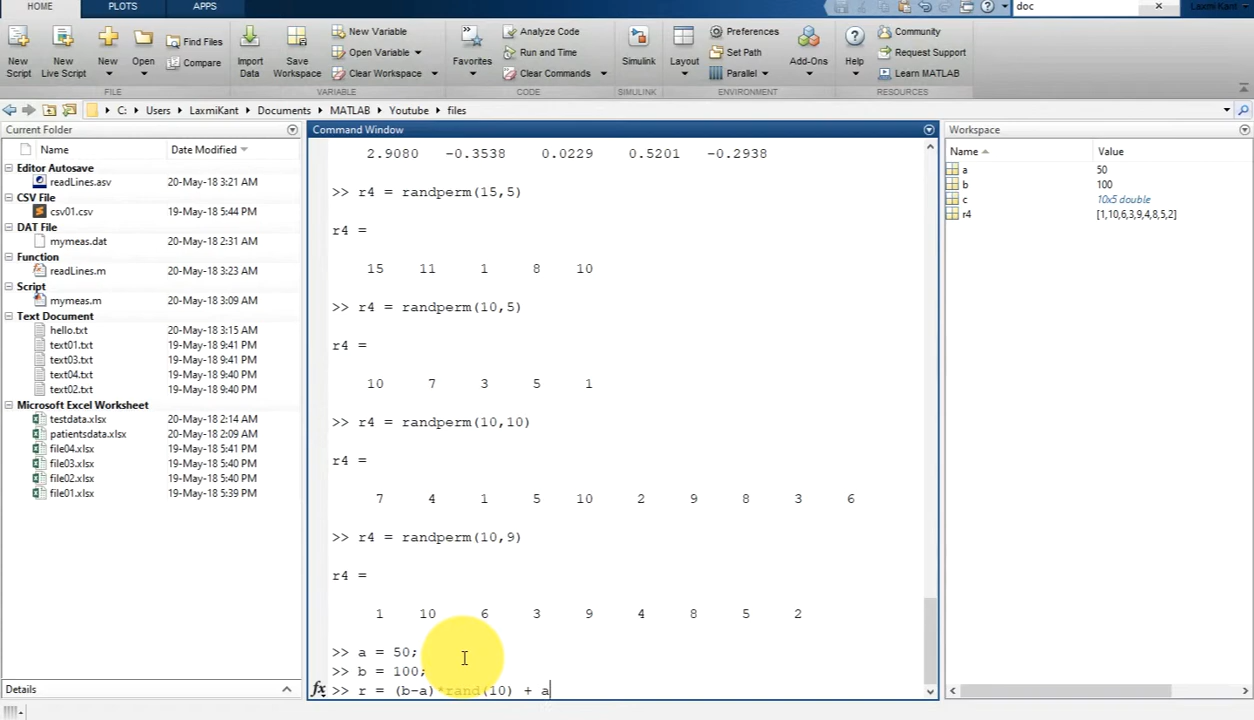 HOME PLOTS APPS doc Laxmi Kant
New Script
New Live Script
New
Open
Find Files
Compare
Import Data
Save Workspace
New Variable
Open Variable
Clear Workspace
Favorites
Analyze Code
Run and Time
Clear Commands
Simulink
Layout
Preferences
Set Path
Parallel
Add-Ons
Help
Community
Request Support
Learn MATLAB
FILE VARIABLE CODE SIMULINK ENVIRONMENT RESOURCES
C: Users LaxmiKant Documents MATLAB Youtube files
Current Folder
Name Date Modified
Editor Autosave
readLines.asv 20-May-18 3:21 AM
CSV File
csv01.csv 19-May-18 5:44 PM
DAT File
mymeas.dat 20-May-18 2:31 AM
Function
readLines.m 20-May-18 3:23 AM
Script
mymeas.m 20-May-18 3:09 AM
Text Document
hello.txt 20-May-18 3:15 AM
text01.txt 19-May-18 9:41 PM
text03.txt 19-May-18 9:41 PM
text04.txt 19-May-18 9:40 PM
text02.txt 19-May-18 9:40 PM
Microsoft Excel Worksheet
testdata.xlsx 20-May-18 2:14 AM
patientsdata.xlsx 20-May-18 2:09 AM
file04.xlsx 19-May-18 5:41 PM
file03.xlsx 19-May-18 5:40 PM
file02.xlsx 19-May-18 5:40 PM
file01.xlsx 19-May-18 5:39 PM
Details
Command Window
2.9080 -0.3538 0.0229 0.5201 -0.2938
>> r4 = randperm(15,5)
r4 =
15 11 1 8 10
>> r4 = randperm(10,5)
r4 =
10 7 3 5 1
>> r4 = randperm(10,10)
r4 =
7 4 1 5 10 2 9 8 3 6
>> r4 = randperm(10,9)
r4 =
1 10 6 3 9 4 8 5 2
>> a = 50;
>> b = 100;
fx >> r = (b-a)*rand(10) + a
Workspace
Name Value
a 50
b 100
c 10x5 double
r4 [1,10,6,3,9,4,8,5,2]